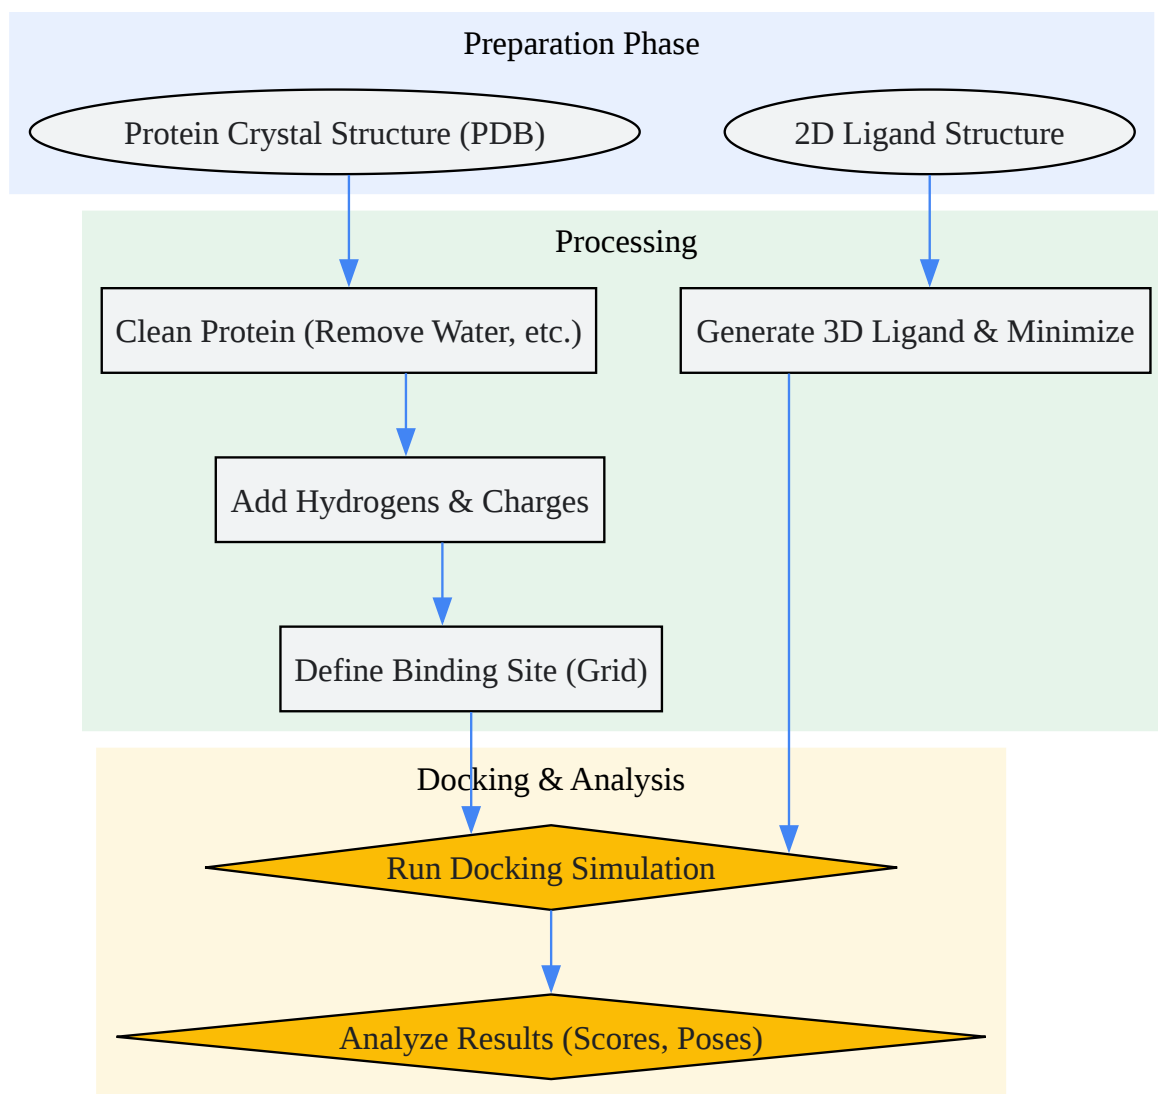 Preparation Phase
Protein Crystal Structure (PDB)
2D Ligand Structure
Processing
Clean Protein (Remove Water, etc.)
Generate 3D Ligand & Minimize
Add Hydrogens & Charges
Define Binding Site (Grid)
Docking & Analysis
Run Docking Simulation
Analyze Results (Scores, Poses)